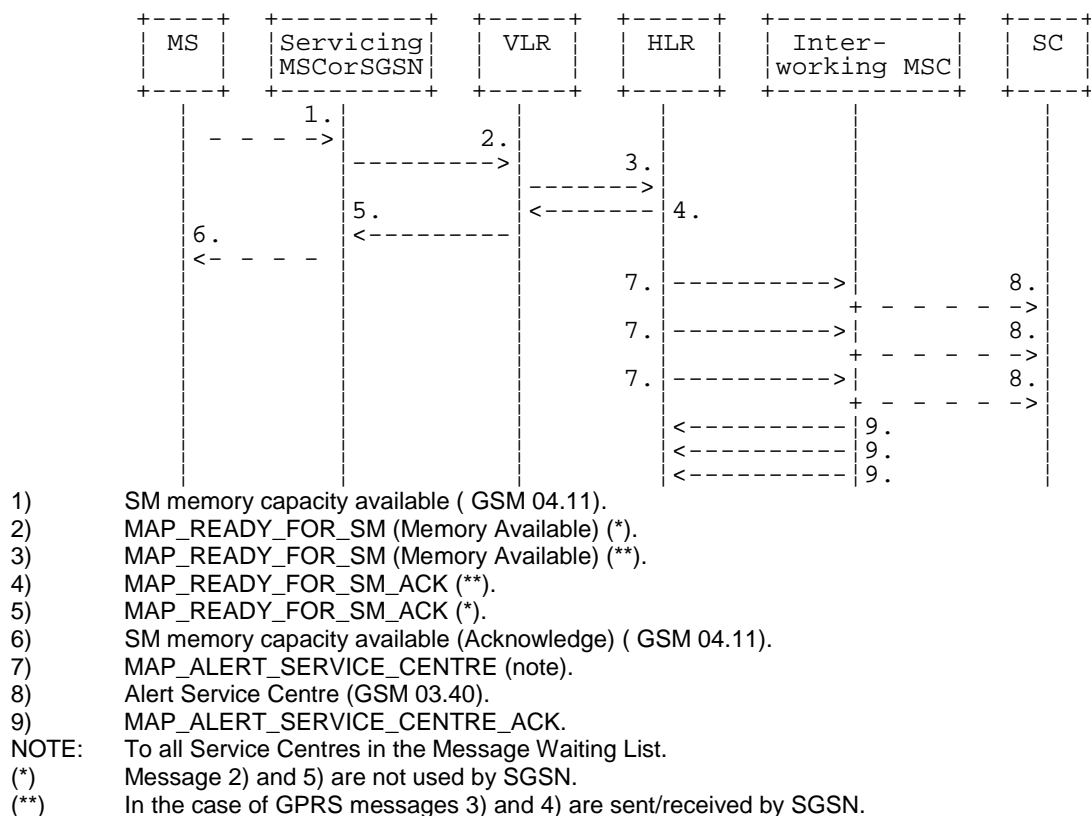 MS Servicing VLR HLR Inter- SC
MSCorSGSN working MSC
1.
2.
3.
5. 4.
6.
7. 8.
7. 8.
7. 8.
9.
9.
9.
1) SM memory capacity available ( GSM 04.11).
2) MAP_READY_FOR_SM (Memory Available) (*).
3) MAP_READY_FOR_SM (Memory Available) (**).
4) MAP_READY_FOR_SM_ACK (**).
5) MAP_READY_FOR_SM_ACK (*).
6) SM memory capacity available (Acknowledge) ( GSM 04.11).
7) MAP_ALERT_SERVICE_CENTRE (note).
8) Alert Service Centre (GSM 03.40).
9) MAP_ALERT_SERVICE_CENTRE_ACK.
NOTE: To all Service Centres in the Message Waiting List.
(*) Message 2) and 5) are not used by SGSN.
(**) In the case of GPRS messages 3) and 4) are sent/received by SGSN.